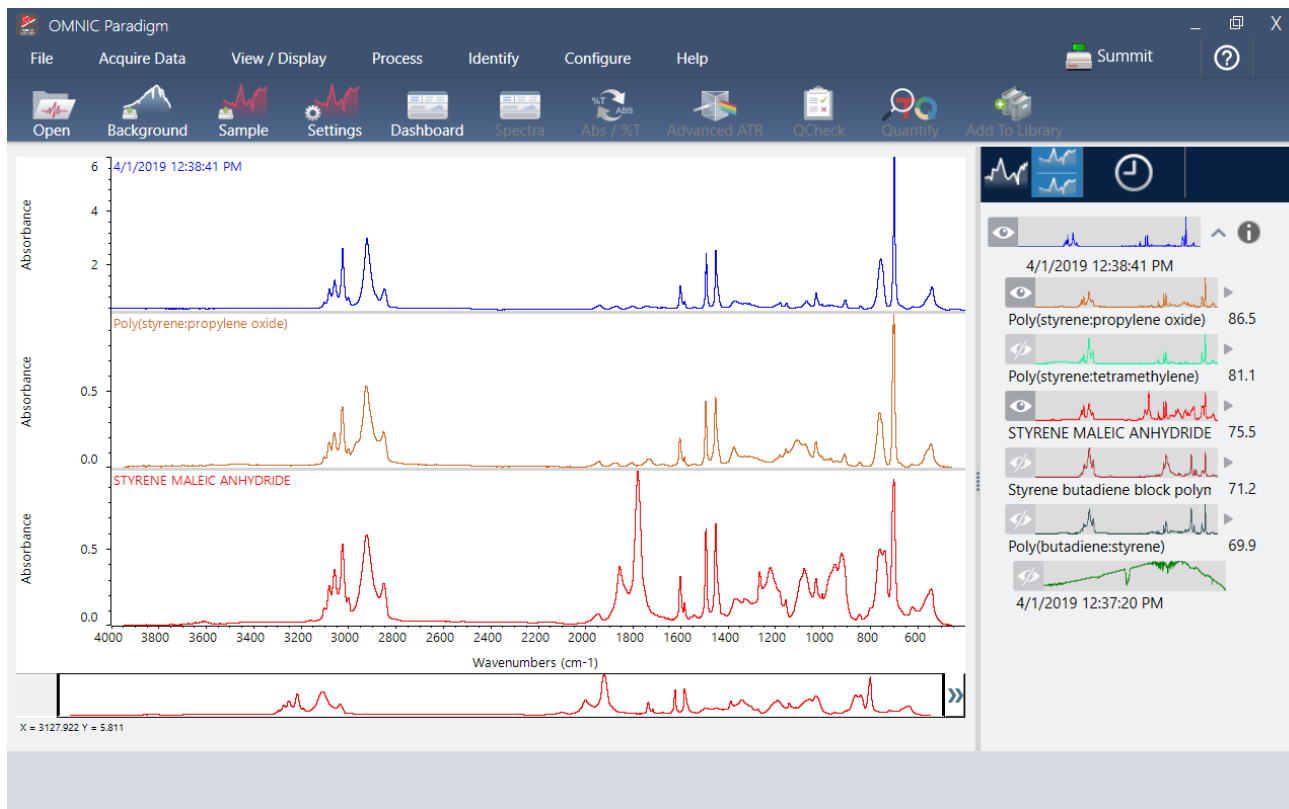 OMNIC Paradigm
_ X
File Acquire Data View / Display Process Identify Configure Help Summit ?
Open Background Sample Settings Dashboard Spectra Abs / %T Advanced ATR QCheck Quantify Add To Library
%T ABS
4/1/2019 12:38:41 PM
6
4
2
Absorbance
Poly(styrene:propylene oxide)
0.5
0.0
Absorbance
STYRENE MALEIC ANHYDRIDE
0.5
0.0
Absorbance
4000 3800 3600 3400 3200 3000 2800 2600 2400 2200 2000 1800 1600 1400 1200 1000 800 600
Wavenumbers (cm-1)
X = 3127.922 Y = 5.811
4/1/2019 12:38:41 PM
Poly(styrene:propylene oxide) 86.5
Poly(styrene:tetramethylene) 81.1
STYRENE MALEIC ANHYDRIDE 75.5
Styrene butadiene block polyn 71.2
Poly(butadiene:styrene) 69.9
4/1/2019 12:37:20 PM